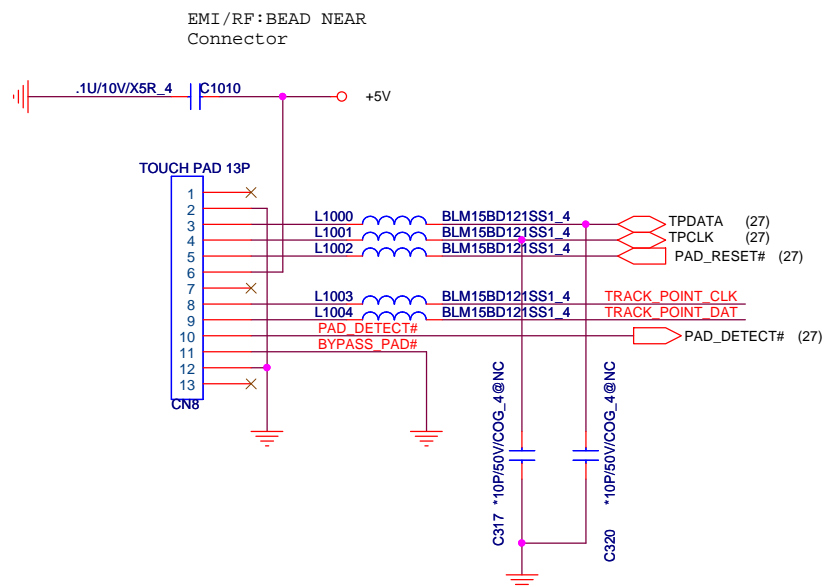 EMI/RF:BEAD NEAR
Connector
.1U/10V/X5R_4
C1010
+5V
TOUCH PAD 13P
1
2
3
4
5
6
7
8
9
10
11
12
13
CN8
L1000 BLM15BD121SS1_4 TPDATA (27)
L1001 BLM15BD121SS1_4 TPCLK (27)
L1002 BLM15BD121SS1_4 PAD_RESET# (27)
L1003 BLM15BD121SS1_4 TRACK_POINT_CLK
L1004 BLM15BD121SS1_4 TRACK_POINT_DAT
PAD_DETECT# PAD_DETECT# (27)
BYPASS_PAD#
C317 *10P/50V/COG_4@NC
C320 *10P/50V/COG_4@NC